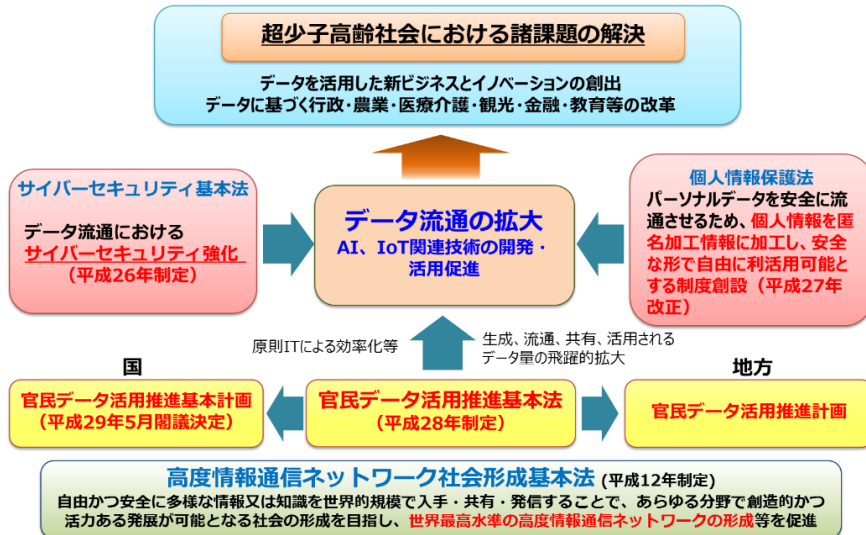 超少子高齢社会における諸課題の解決
データを活用した新ビジネスとイノベーションの創出
データに基づく行政・農業・医療介護・観光・金融・教育等の改革
サイバーセキュリティ基本法
データ流通における
サイバーセキュリティ強化
（平成26年制定）
データ流通の拡大
AI、IoT関連技術の開発・
活用促進
個人情報保護法
パーソナルデータを安全に流
通させるため、個人情報を匿
名加工情報に加工し、安全
な形で自由に利活用可能と
する制度創設（平成27年
改正）
原則ITによる効率化等
生成、流通、共有、活用される
データ量の飛躍的拡大
国
官民データ活用推進基本計画
（平成29年5月閣議決定）
官民データ活用推進基本法
（平成28年制定）
地方
官民データ活用推進計画
高度情報通信ネットワーク社会形成基本法 (平成12年制定)
自由かつ安全に多様な情報又は知識を世界的規模で入手・共有・発信することで、あらゆる分野で創造的かつ
活力ある発展が可能となる社会の形成を目指し、世界最高水準の高度情報通信ネットワークの形成等を促進